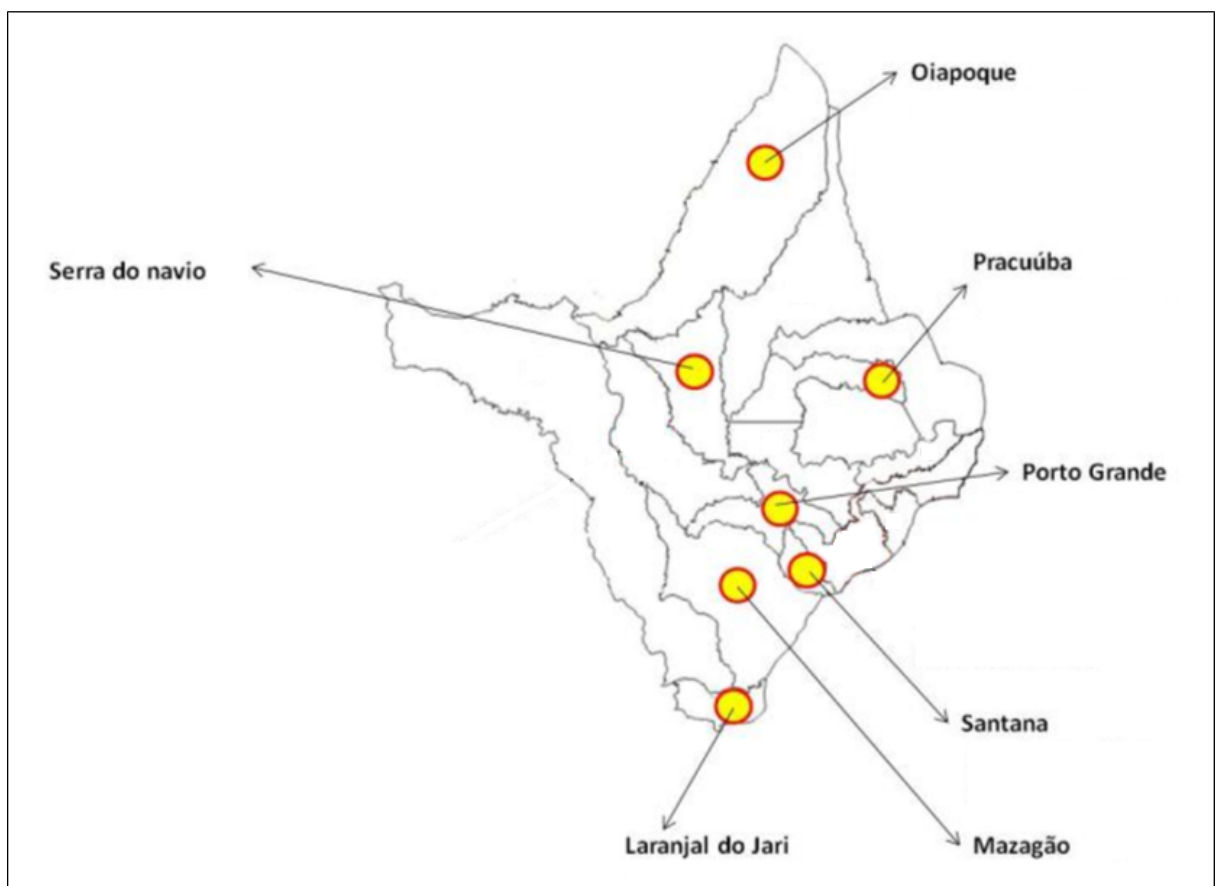 Oiapoque
Pracuúba
Serra do navio
Porto Grande
Santana
Laranjal do Jari
Mazagão